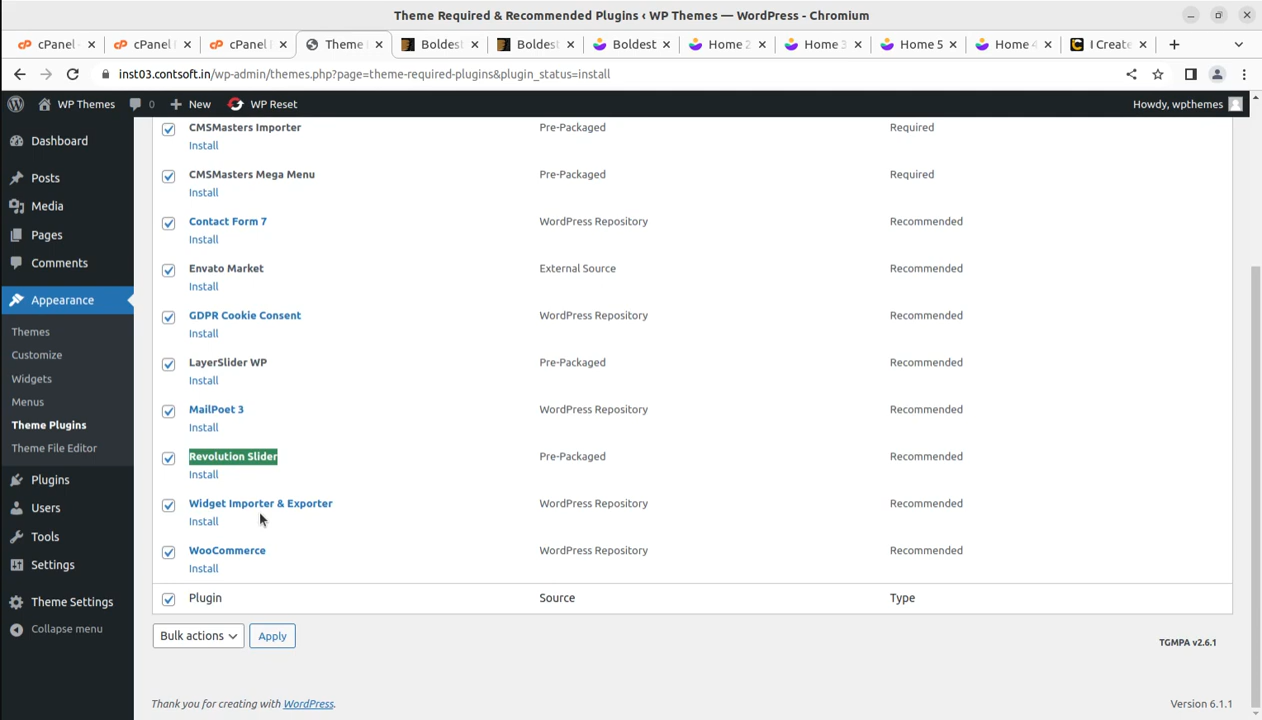 Theme Required & Recommended Plugins ‹ WP Themes — WordPress - Chromium
cPanel -
cPanel F
cPanel F
Theme
Boldest
Boldest
Boldest
Home 2
Home 3
Home 5
Home 4
I Create
inst03.contsoft.in/wp-admin/themes.php?page=theme-required-plugins&plugin_status=install
WP Themes 0 New WP Reset Howdy, wpthemes
Dashboard
Posts
Media
Pages
Comments
Appearance
Themes
Customize
Widgets
Menus
Theme Plugins
Theme File Editor
Plugins
Users
Tools
Settings
Theme Settings
Collapse menu
CMSMasters Importer Pre-Packaged Required
Install
CMSMasters Mega Menu Pre-Packaged Required
Install
Contact Form 7 WordPress Repository Recommended
Install
Envato Market External Source Recommended
Install
GDPR Cookie Consent WordPress Repository Recommended
Install
LayerSlider WP Pre-Packaged Recommended
Install
MailPoet 3 WordPress Repository Recommended
Install
Revolution Slider Pre-Packaged Recommended
Install
Widget Importer & Exporter WordPress Repository Recommended
Install
WooCommerce WordPress Repository Recommended
Install
Plugin Source Type
Bulk actions Apply
TGMPA v2.6.1
Thank you for creating with WordPress. Version 6.1.1